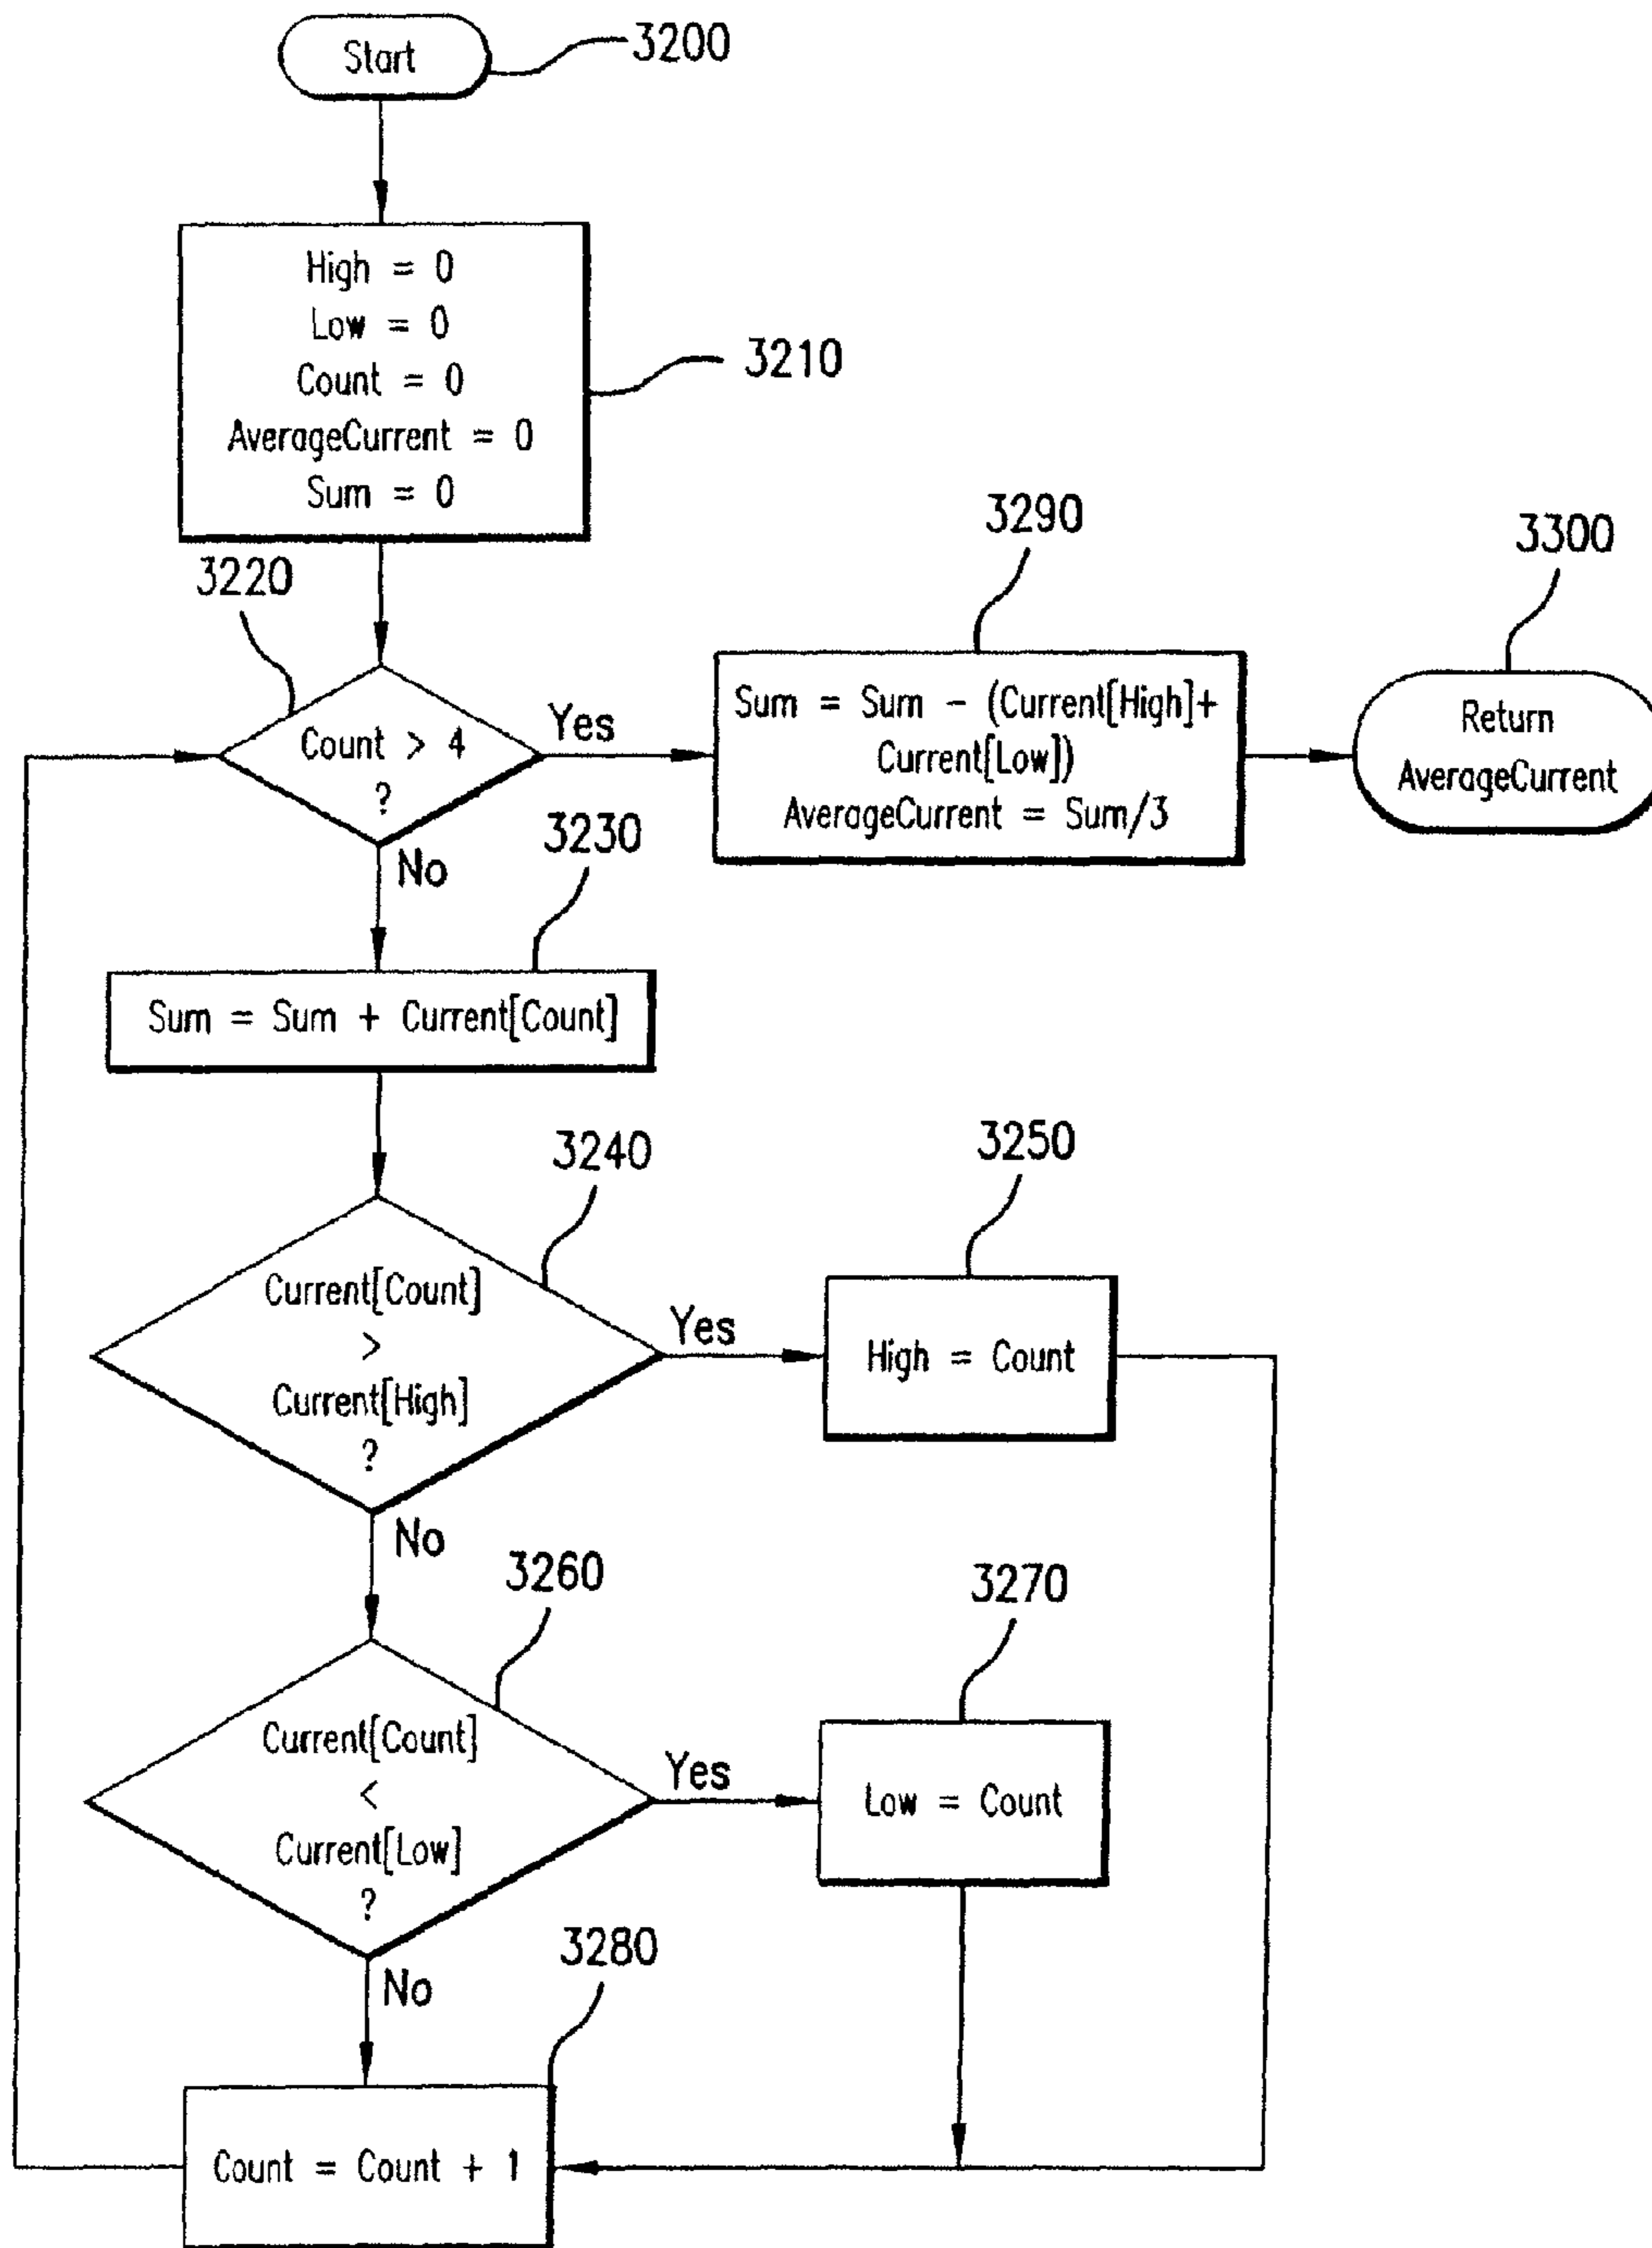 Start
3200
High = 0
Low = 0
Count = 0
AverageCurrent = 0
Sum = 0
3210
3220
Count > 4
?
Yes
No
3290
Sum = Sum - (Current[High]+
Current[Low])
AverageCurrent = Sum/3
3300
Return
AverageCurrent
3230
Sum = Sum + Current[Count]
3240
Current[Count]
>
Current[High]
?
Yes
No
3250
High = Count
3260
Current[Count]
<
Current[Low]
?
Yes
No
3270
Low = Count
3280
Count = Count + 1